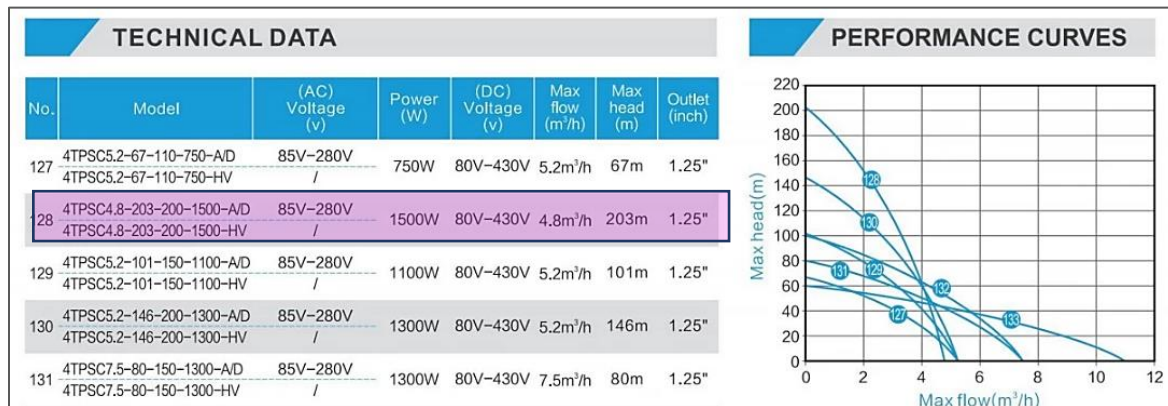 TECHNICAL DATA
No. Model (AC) Voltage (v) Power (W) (DC) Voltage (v) Max flow (m³/h) Max head (m) Outlet (inch)
127 4TPSC5.2-67-110-750-A/D 85V-280V 750W 80V-430V 5.2m³/h 67m 1.25"
4TPSC5.2-67-110-750-HV /
128 4TPSC4.8-203-200-1500-A/D 85V-280V 1500W 80V-430V 4.8m³/h 203m 1.25"
4TPSC4.8-203-200-1500-HV /
129 4TPSC5.2-101-150-1100-A/D 85V-280V 1100W 80V-430V 5.2m³/h 101m 1.25"
4TPSC5.2-101-150-1100-HV /
130 4TPSC5.2-146-200-1300-A/D 85V-280V 1300W 80V-430V 5.2m³/h 146m 1.25"
4TPSC5.2-146-200-1300-HV /
131 4TPSC7.5-80-150-1300-A/D 85V-280V 1300W 80V-430V 7.5m³/h 80m 1.25"
4TPSC7.5-80-150-1300-HV /
PERFORMANCE CURVES
Max head(m)
220
200
180
160
140
120
100
80
60
40
20
0
128
130
131
129
132
127
133
0 2 4 6 8 10 12
Max flow(m³/h)